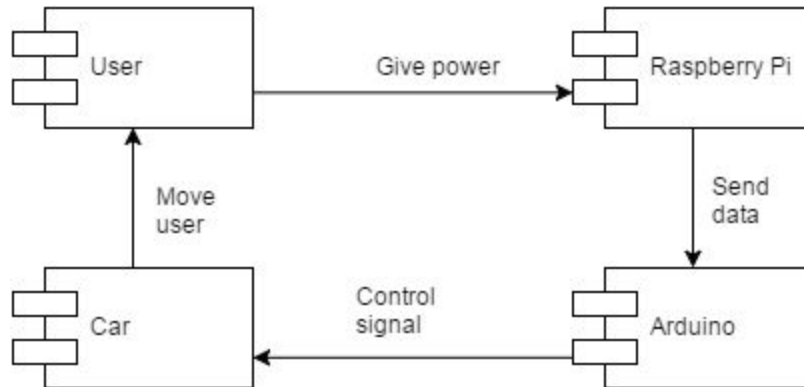 User
Give power
Raspberry Pi
Move
user
Send
data
Car
Control
signal
Arduino